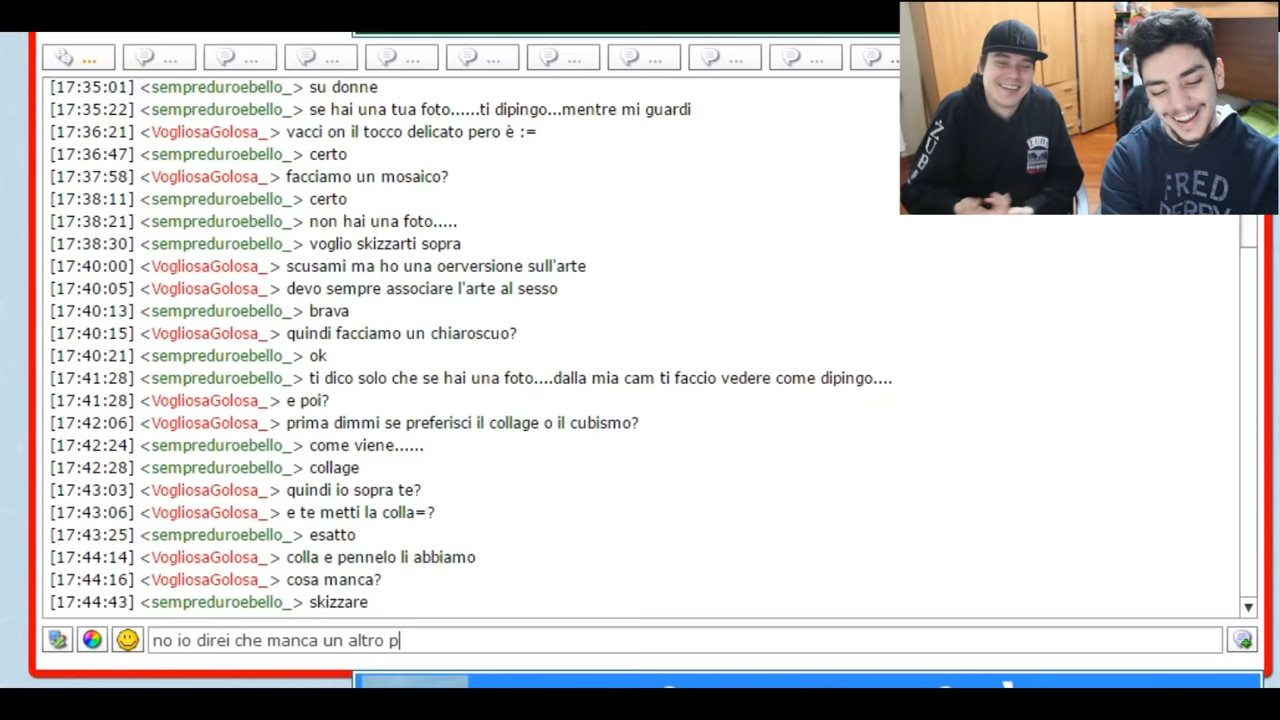 ... ... ... ... ... ... ... ... ... ... ...
[17:35:01] <sempreduroebello_> su donne
[17:35:22] <sempreduroebello_> se hai una tua foto......ti dipingo...mentre mi guardi
[17:36:21] <VogliosaGolosa_> vacci on il tocco delicato pero è :=
[17:36:47] <sempreduroebello_> certo
[17:37:58] <VogliosaGolosa_> facciamo un mosaico?
[17:38:11] <sempreduroebello_> certo
[17:38:21] <sempreduroebello_> non hai una foto.....
[17:38:30] <sempreduroebello_> voglio skizzarti sopra
[17:40:00] <VogliosaGolosa_> scusami ma ho una oerversione sull'arte
[17:40:05] <VogliosaGolosa_> devo sempre associare l'arte al sesso
[17:40:13] <sempreduroebello_> brava
[17:40:15] <VogliosaGolosa_> quindi facciamo un chiaroscuo?
[17:40:21] <sempreduroebello_> ok
[17:41:28] <sempreduroebello_> ti dico solo che se hai una foto....dalla mia cam ti faccio vedere come dipingo....
[17:41:28] <VogliosaGolosa_> e poi?
[17:42:06] <VogliosaGolosa_> prima dimmi se preferisci il collage o il cubismo?
[17:42:24] <sempreduroebello_> come viene......
[17:42:28] <sempreduroebello_> collage
[17:43:03] <VogliosaGolosa_> quindi io sopra te?
[17:43:06] <VogliosaGolosa_> e te metti la colla=?
[17:43:25] <sempreduroebello_> esatto
[17:44:14] <VogliosaGolosa_> colla e pennelo li abbiamo
[17:44:16] <VogliosaGolosa_> cosa manca?
[17:44:43] <sempreduroebello_> skizzare
no io direi che manca un altro p
FRED
PERRY